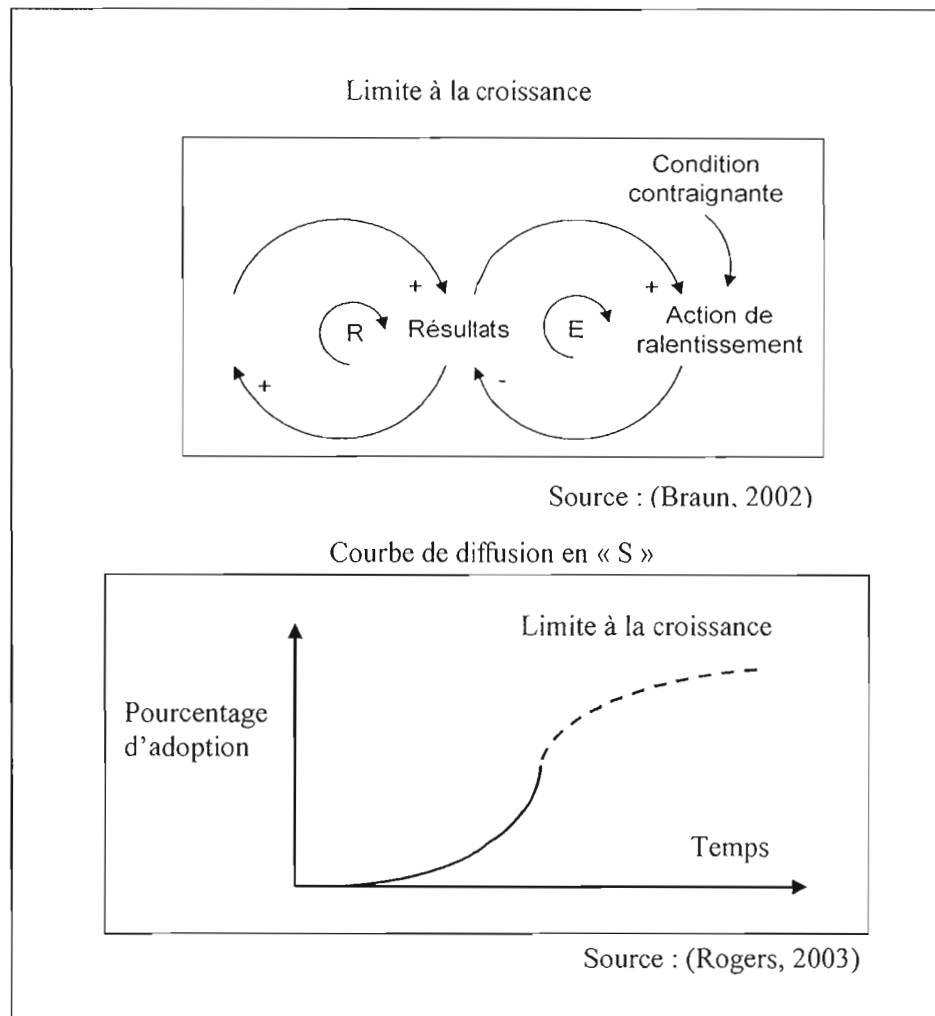 Limite à la croissance
Condition
contraignante
+
+
R
Résultats
E
Action de
ralentissement
+
-
Source : (Braun, 2002)
Courbe de diffusion en « S »
Limite à la croissance
Pourcentage
d'adoption
Temps
Source : (Rogers, 2003)